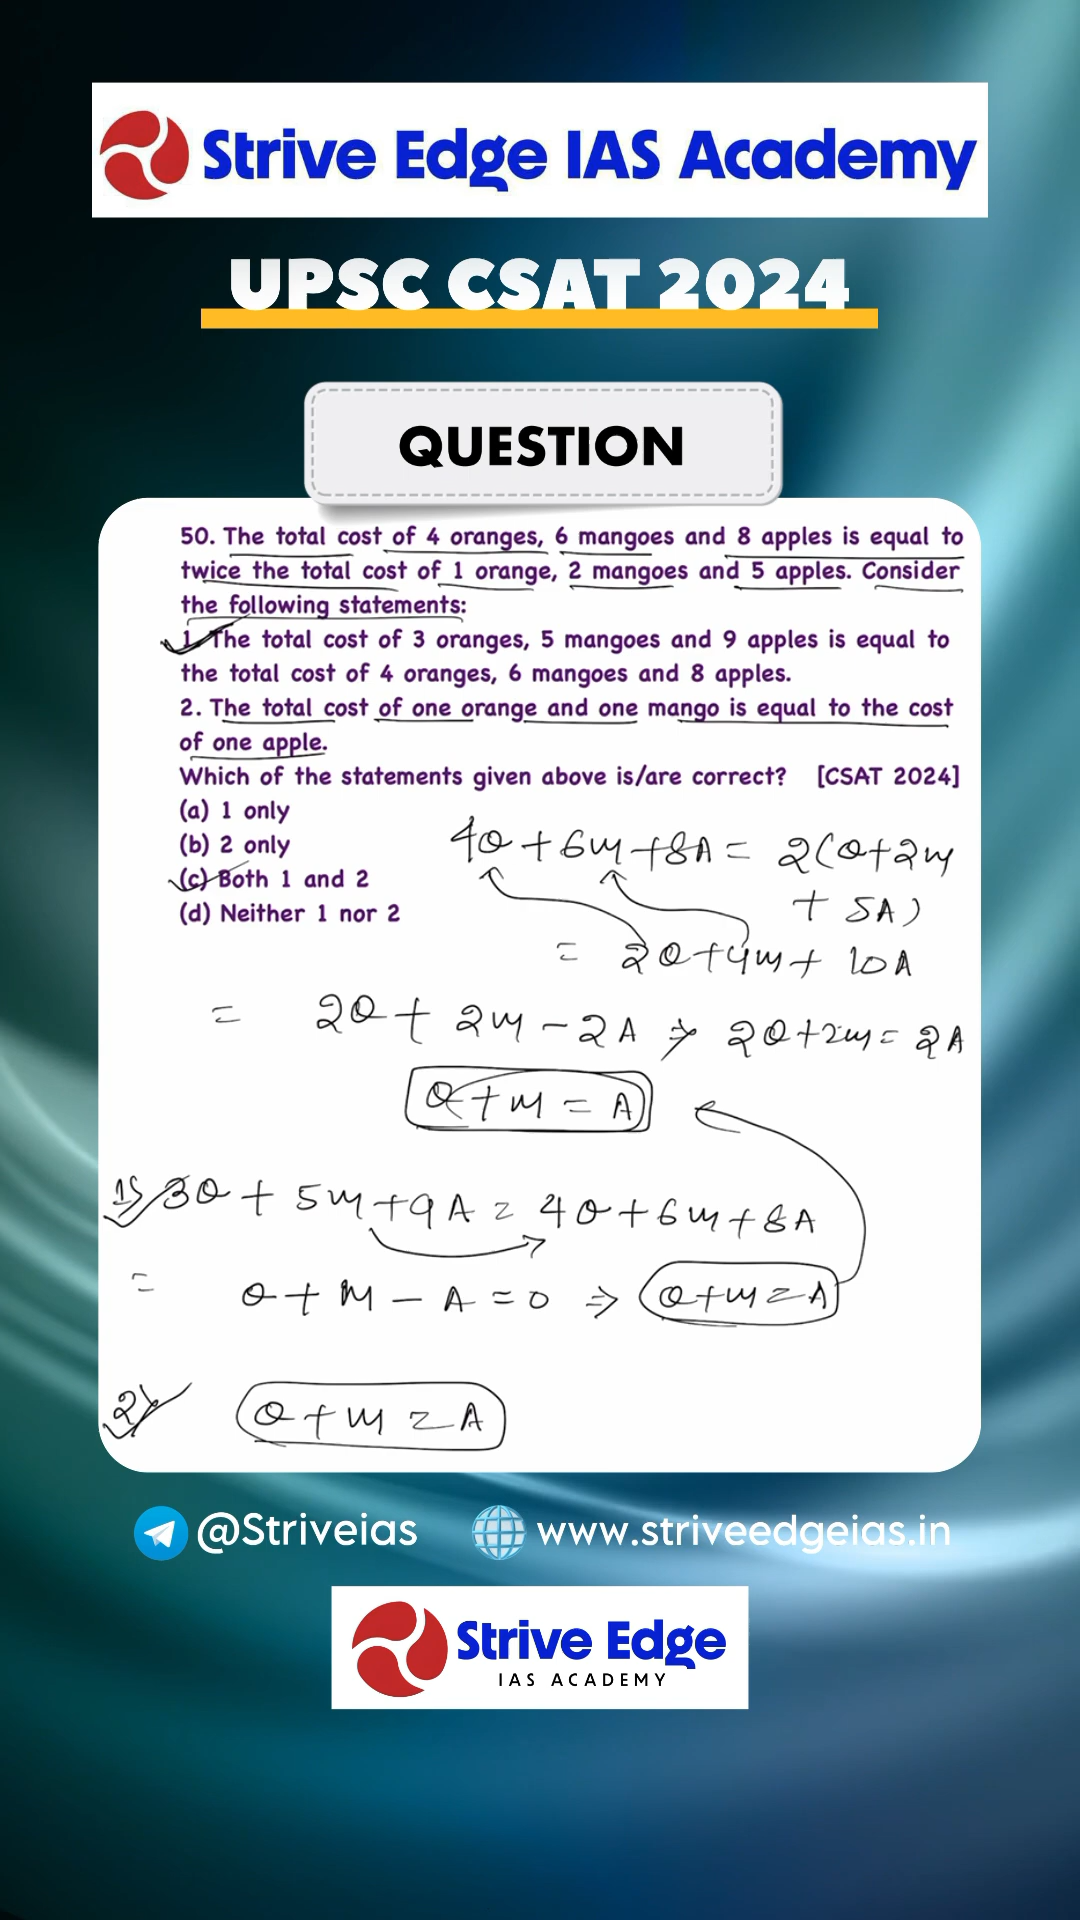 Strive Edge IAS Academy
UPSC CSAT 2024
QUESTION
50. The total cost of 4 oranges, 6 mangoes and 8 apples is equal to
twice the total cost of 1 orange, 2 mangoes and 5 apples. Consider
the following statements:
1. The total cost of 3 oranges, 5 mangoes and 9 apples is equal to
the total cost of 4 oranges, 6 mangoes and 8 apples.
2. The total cost of one orange and one mango is equal to the cost
of one apple.
Which of the statements given above is/are correct? [CSAT 2024]
(a) 1 only
(b) 2 only
(c) Both 1 and 2
(d) Neither 1 nor 2
4O + 6M + 8A = 2(O + 2M
+ 5A)
= 2O + 4M + 10A
= 2O + 2M - 2A ⇒ 2O + 2M = 2A
O + M = A
1) 3O + 5M + 9A = 4O + 6M + 8A
= O + M - A = 0 ⇒ O + M = A
2) O + M = A
@Striveias www.striveedgeias.in
Strive Edge
IAS ACADEMY